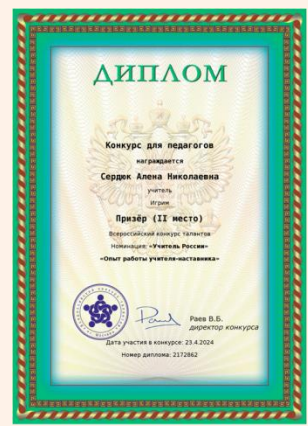 ДИПЛОМ
Конкурс для педагогов
награждается
Сердюк Алена Николаевна
учитель
Игрим
Призёр (II место)
Всероссийский конкурс талантов
Номинация: «Учитель России»
«Опыт работы учителя-наставника»
Раев В.Б.
директор конкурса
Дата участия в конкурсе: 23.4.2024
Номер диплома: 2172862